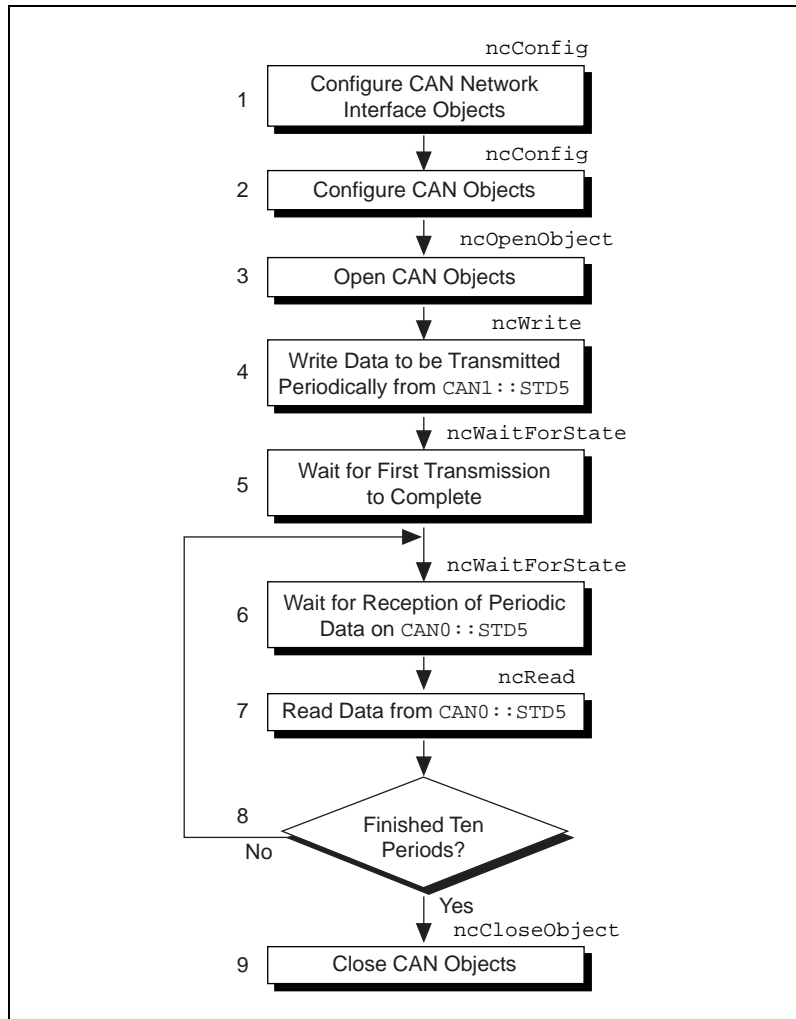 ncConfig
1
Configure CAN Network
Interface Objects
ncConfig
2
Configure CAN Objects
ncOpenObject
3
Open CAN Objects
ncWrite
4
Write Data to be Transmitted
Periodically from CAN1::STD5
ncWaitForState
5
Wait for First Transmission
to Complete
ncWaitForState
6
Wait for Reception of Periodic
Data on CAN0::STD5
ncRead
7
Read Data from CAN0::STD5
8
Finished Ten
Periods?
No
Yes
ncCloseObject
9
Close CAN Objects